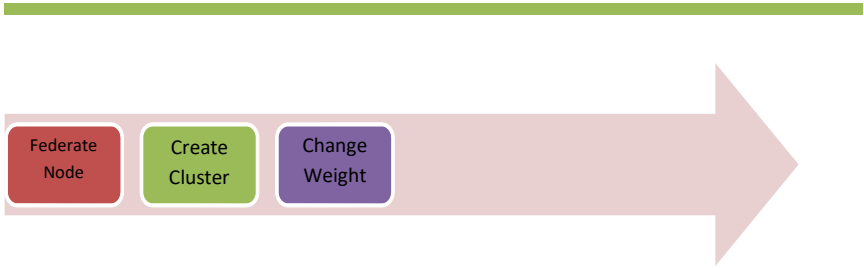 Federate
Node
Create
Cluster
Change
Weight